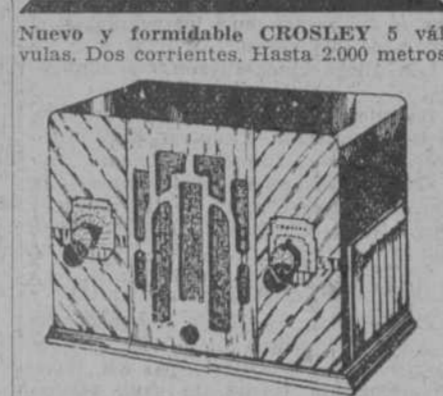 Nuevo y formidable CROSLEY 5 vál
vulas. Dos corrientes. Hasta 2.000 metros